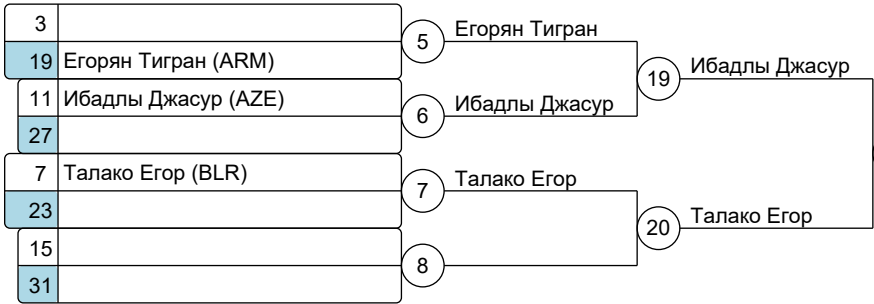 3
19 Егорян Тигран (ARM)
11 Ибадлы Джасур (AZE)
27
7 Талако Егор (BLR)
23
15
31
5 Егорян Тигран
6 Ибадлы Джасур
7 Талако Егор
8
19 Ибадлы Джасур
20 Талако Егор